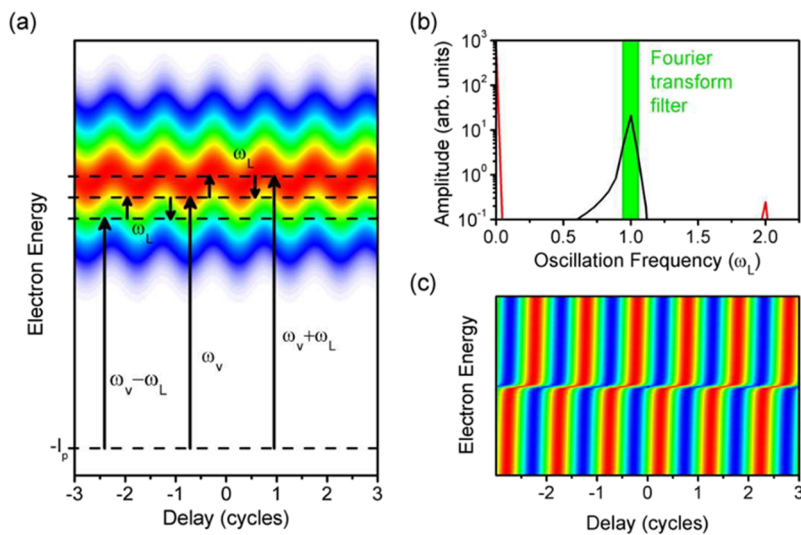 (a)
Electron Energy
ω_L
ω_L
ω_v−ω_L
ω_v
ω_v+ω_L
-I_p
-3 -2 -1 0 1 2 3
Delay (cycles)
(b)
Amplitude (arb. units)
10^3
10^2
10^1
10^0
10^-1
Fourier
transform
filter
0.0 0.5 1.0 1.5 2.0
Oscillation Frequency (ω_L)
(c)
Electron Energy
-2 -1 0 1 2 3
Delay (cycles)